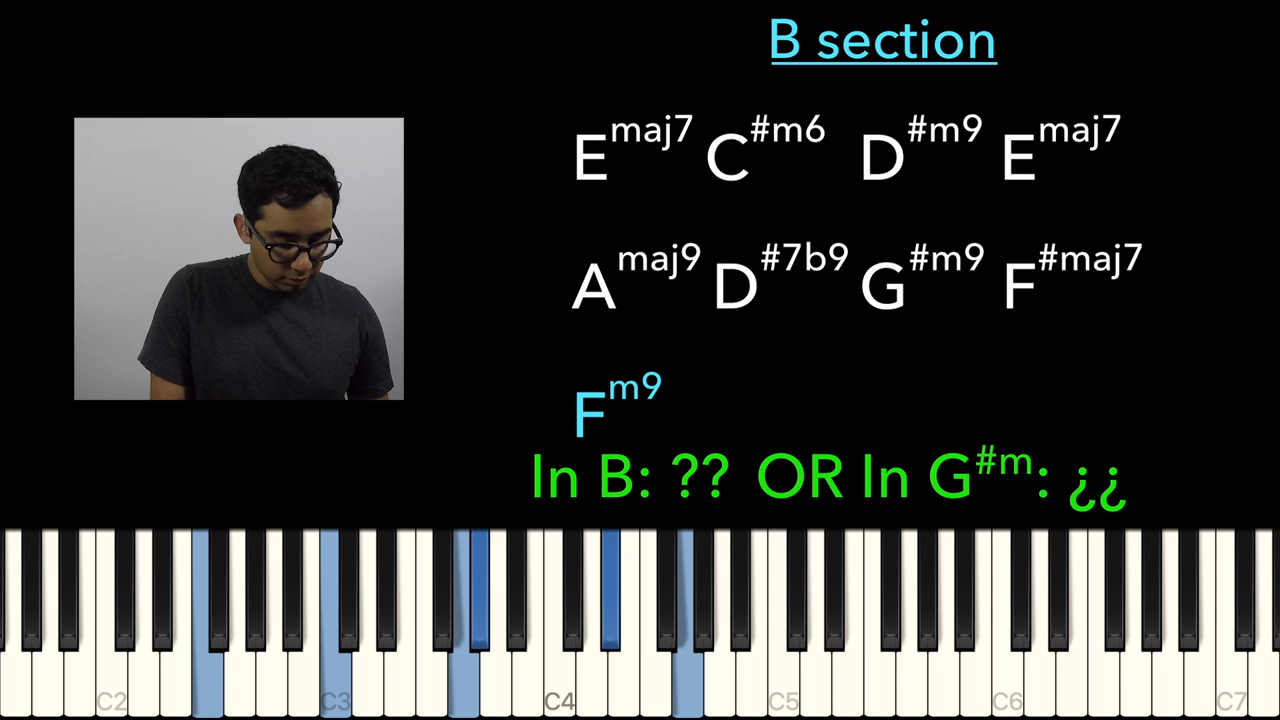 B section
Emaj7 C#m6 D#m9 Emaj7
Amaj9 D#7b9 G#m9 F#maj7
Fm9
In B: ?? OR In G#m: ¿¿
C2 C3 C4 C5 C6 C7